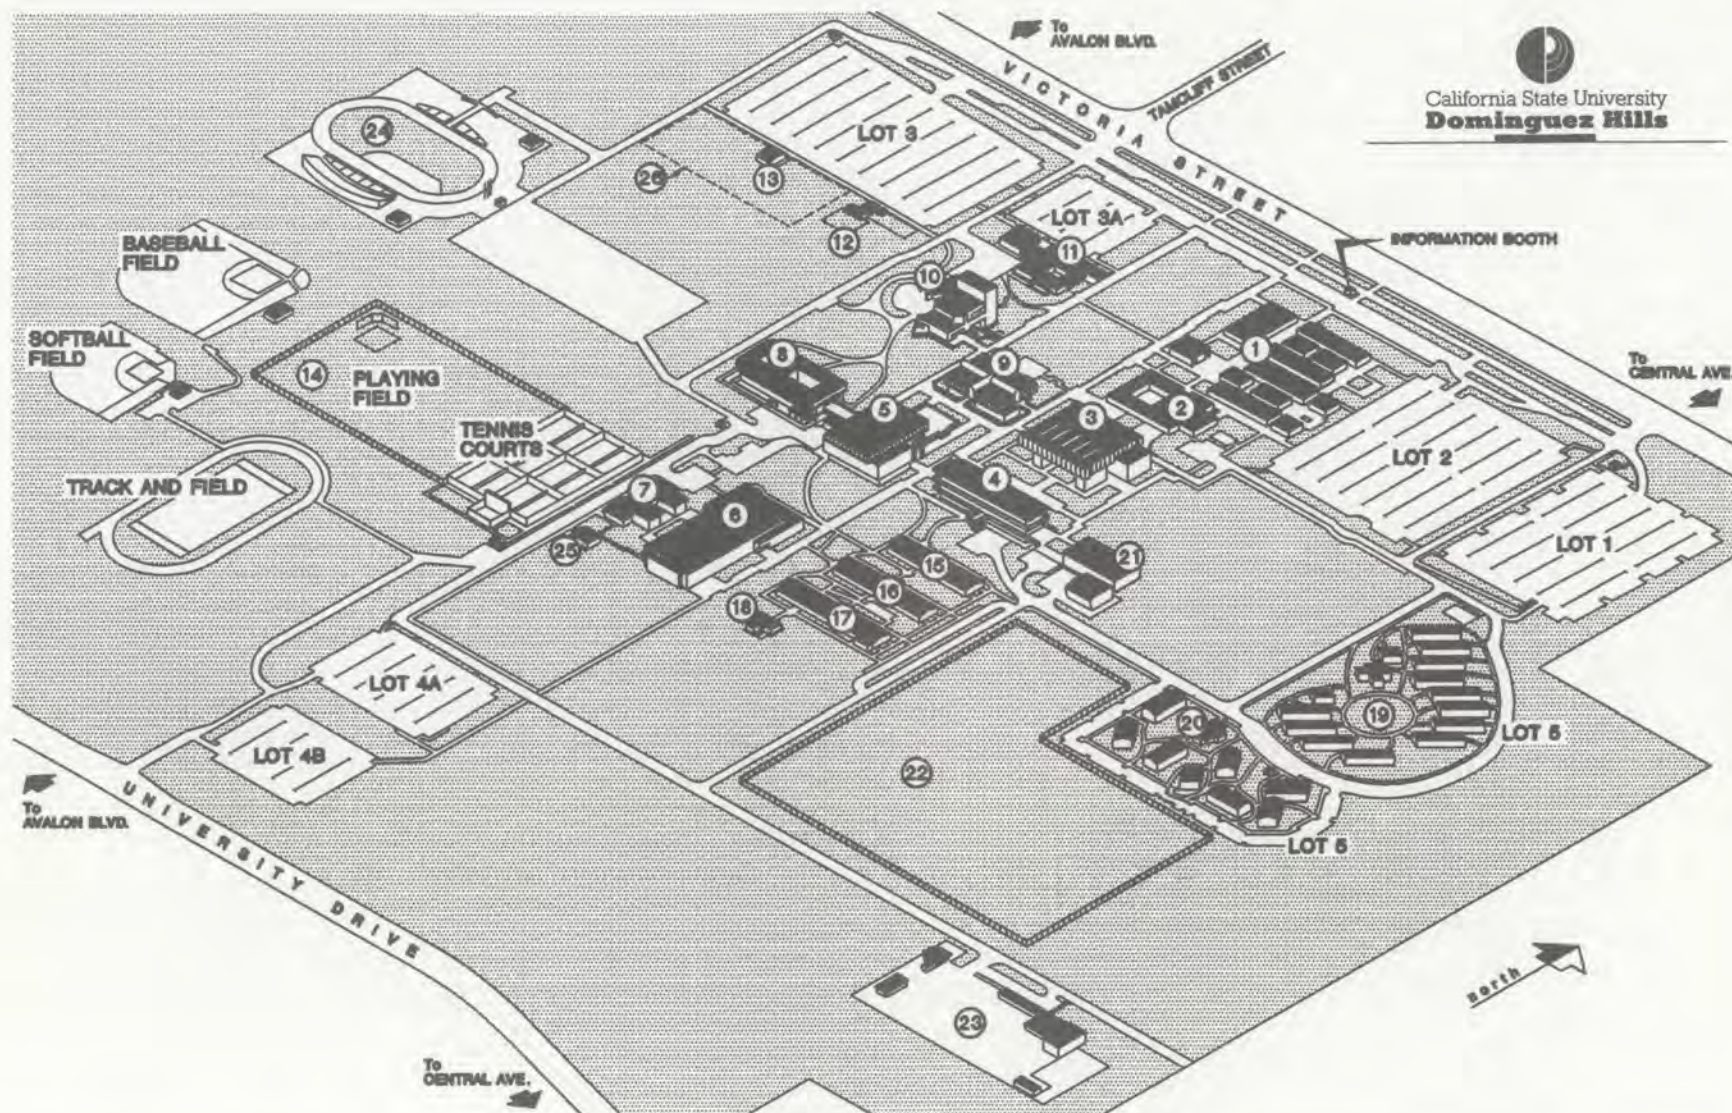 To
AVALON BLVD.
VICTORIA STREET
TAMCLIFF STREET
California State University
Dominguez Hills
LOT 3
24
26
13
12
LOT 3A
11
10
INFORMATION BOOTH
BASEBALL
FIELD
SOFTBALL
FIELD
14
PLAYING
FIELD
TENNIS
COURTS
TRACK AND FIELD
8
5
9
3
2
1
To
CENTRAL AVE.
LOT 2
LOT 1
7
6
25
4
15
16
17
18
21
LOT 4A
LOT 4B
19
20
LOT 5
LOT 5
22
To
AVALON BLVD.
UNIVERSITY DRIVE
23
North
To
CENTRAL AVE.